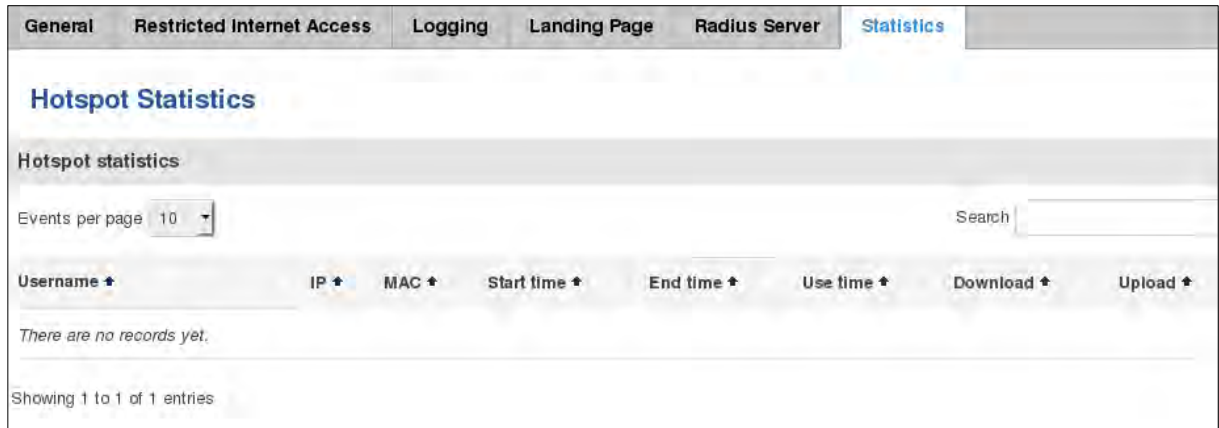 General Restricted Internet Access Logging Landing Page Radius Server Statistics
Hotspot Statistics
Hotspot statistics
Events per page 10 Search
Username IP MAC Start time End time Use time Download Upload
There are no records yet.
Showing 1 to 1 of 1 entries